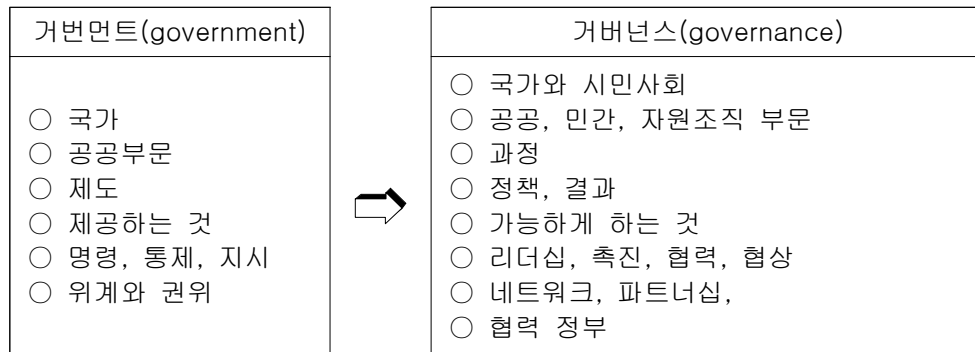 거번먼트(government)
○ 국가
○ 공공부문
○ 제도
○ 제공하는 것
○ 명령, 통제, 지시
○ 위계와 권위
거버넌스(governance)
○ 국가와 시민사회
○ 공공, 민간, 자원조직 부문
○ 과정
○ 정책, 결과
○ 가능하게 하는 것
○ 리더십, 촉진, 협력, 협상
○ 네트워크, 파트너십,
○ 협력 정부